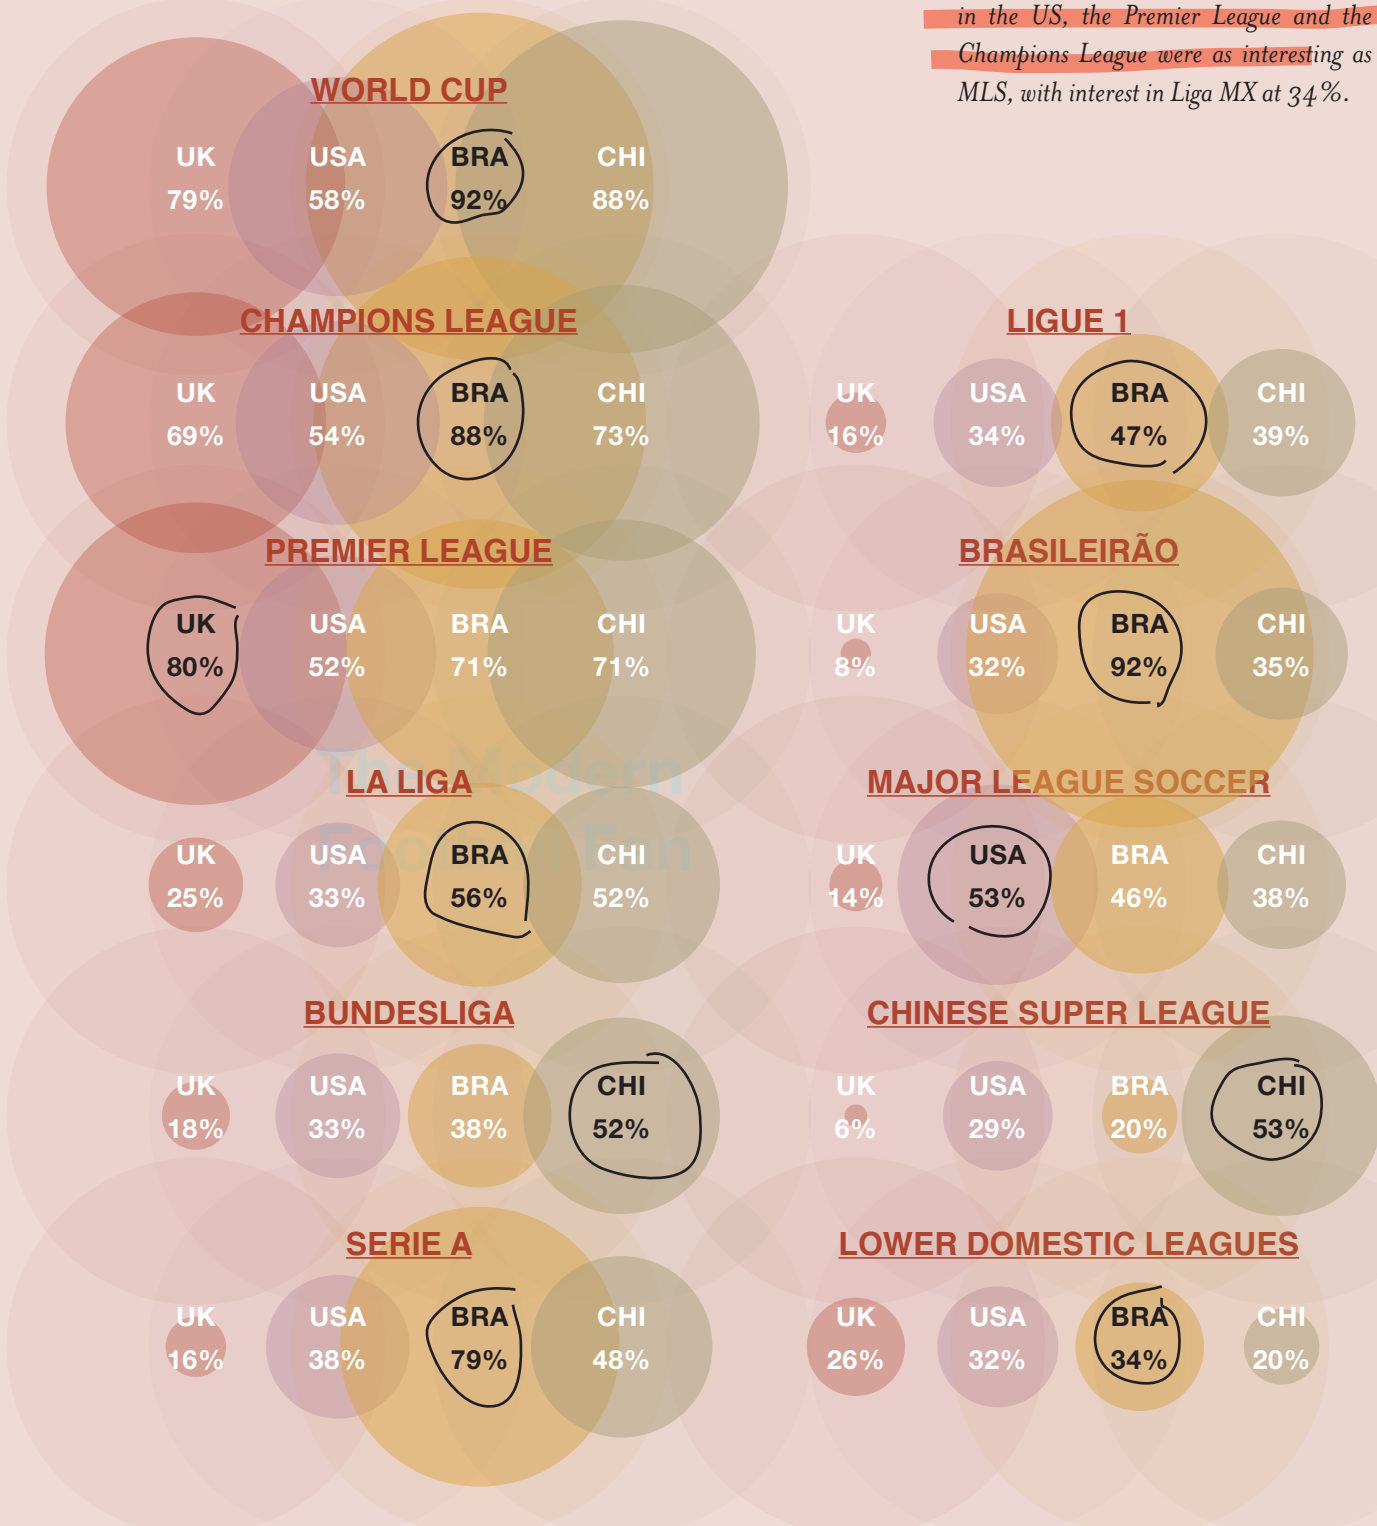 in the US, the Premier League and the
Champions League were as interesting as
MLS, with interest in Liga MX at 34%.
WORLD CUP
UK USA BRA CHI
79% 58% 92% 88%
CHAMPIONS LEAGUE
UK USA BRA CHI
69% 54% 88% 73%
PREMIER LEAGUE
UK USA BRA CHI
80% 52% 71% 71%
The Modern
Football Fan
LA LIGA
UK USA BRA CHI
25% 33% 56% 52%
BUNDESLIGA
UK USA BRA CHI
18% 33% 38% 52%
SERIE A
UK USA BRA CHI
16% 38% 79% 48%
LIGUE 1
UK USA BRA CHI
16% 34% 47% 39%
BRASILEIRÃO
UK USA BRA CHI
8% 32% 92% 35%
MAJOR LEAGUE SOCCER
UK USA BRA CHI
14% 53% 46% 38%
CHINESE SUPER LEAGUE
UK USA BRA CHI
6% 29% 20% 53%
LOWER DOMESTIC LEAGUES
UK USA BRA CHI
26% 32% 34% 20%